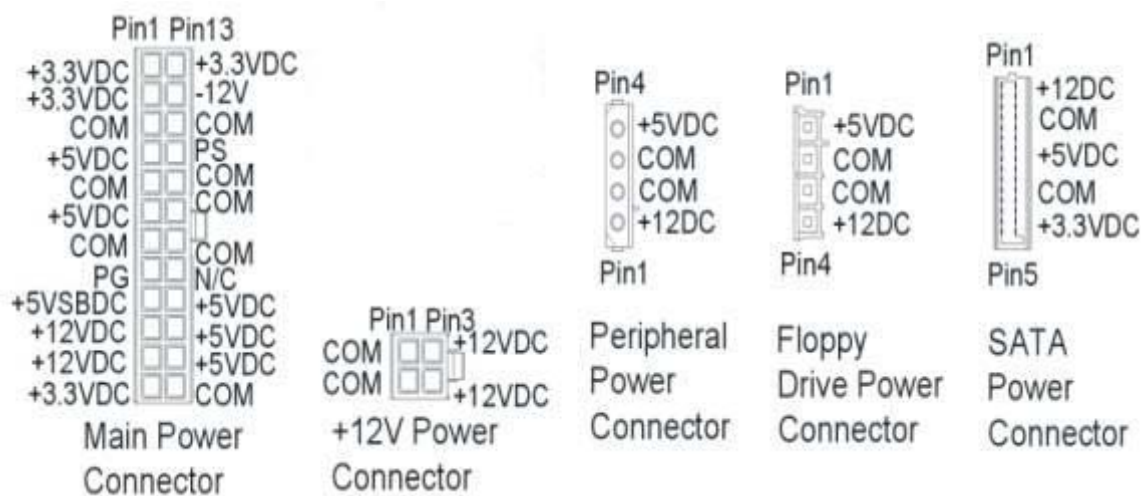 Pin1 Pin13
+3.3VDC +3.3VDC
+3.3VDC -12V
COM COM
+5VDC PS
COM COM
+5VDC COM
COM COM
PG N/C
+5VSBDC +5VDC
+12VDC +5VDC
+12VDC +5VDC
+3.3VDC COM
Main Power
Connector
Pin1 Pin3
COM +12VDC
COM +12VDC
+12V Power
Connector
Pin4
+5VDC
COM
COM
+12DC
Pin1
Peripheral
Power
Connector
Pin1
+5VDC
COM
COM
+12DC
Pin4
Floppy
Drive Power
Connector
Pin1
+12DC
COM
+5VDC
COM
+3.3VDC
Pin5
SATA
Power
Connector